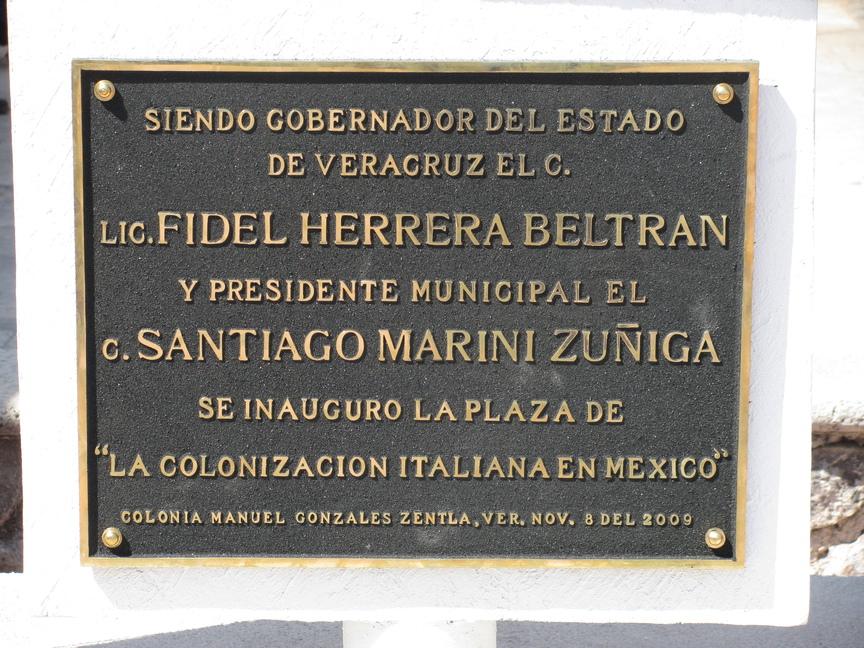 SIENDO GOBERNADOR DEL ESTADO
DE VERACRUZ EL C.
LIC. FIDEL HERRERA BELTRAN
Y PRESIDENTE MUNICIPAL EL
C. SANTIAGO MARINI ZUÑIGA
SE INAUGURO LA PLAZA DE
“LA COLONIZACION ITALIANA EN MEXICO”
COLONIA MANUEL GONZALES ZENTLA, VER. NOV. 8 DEL 2009